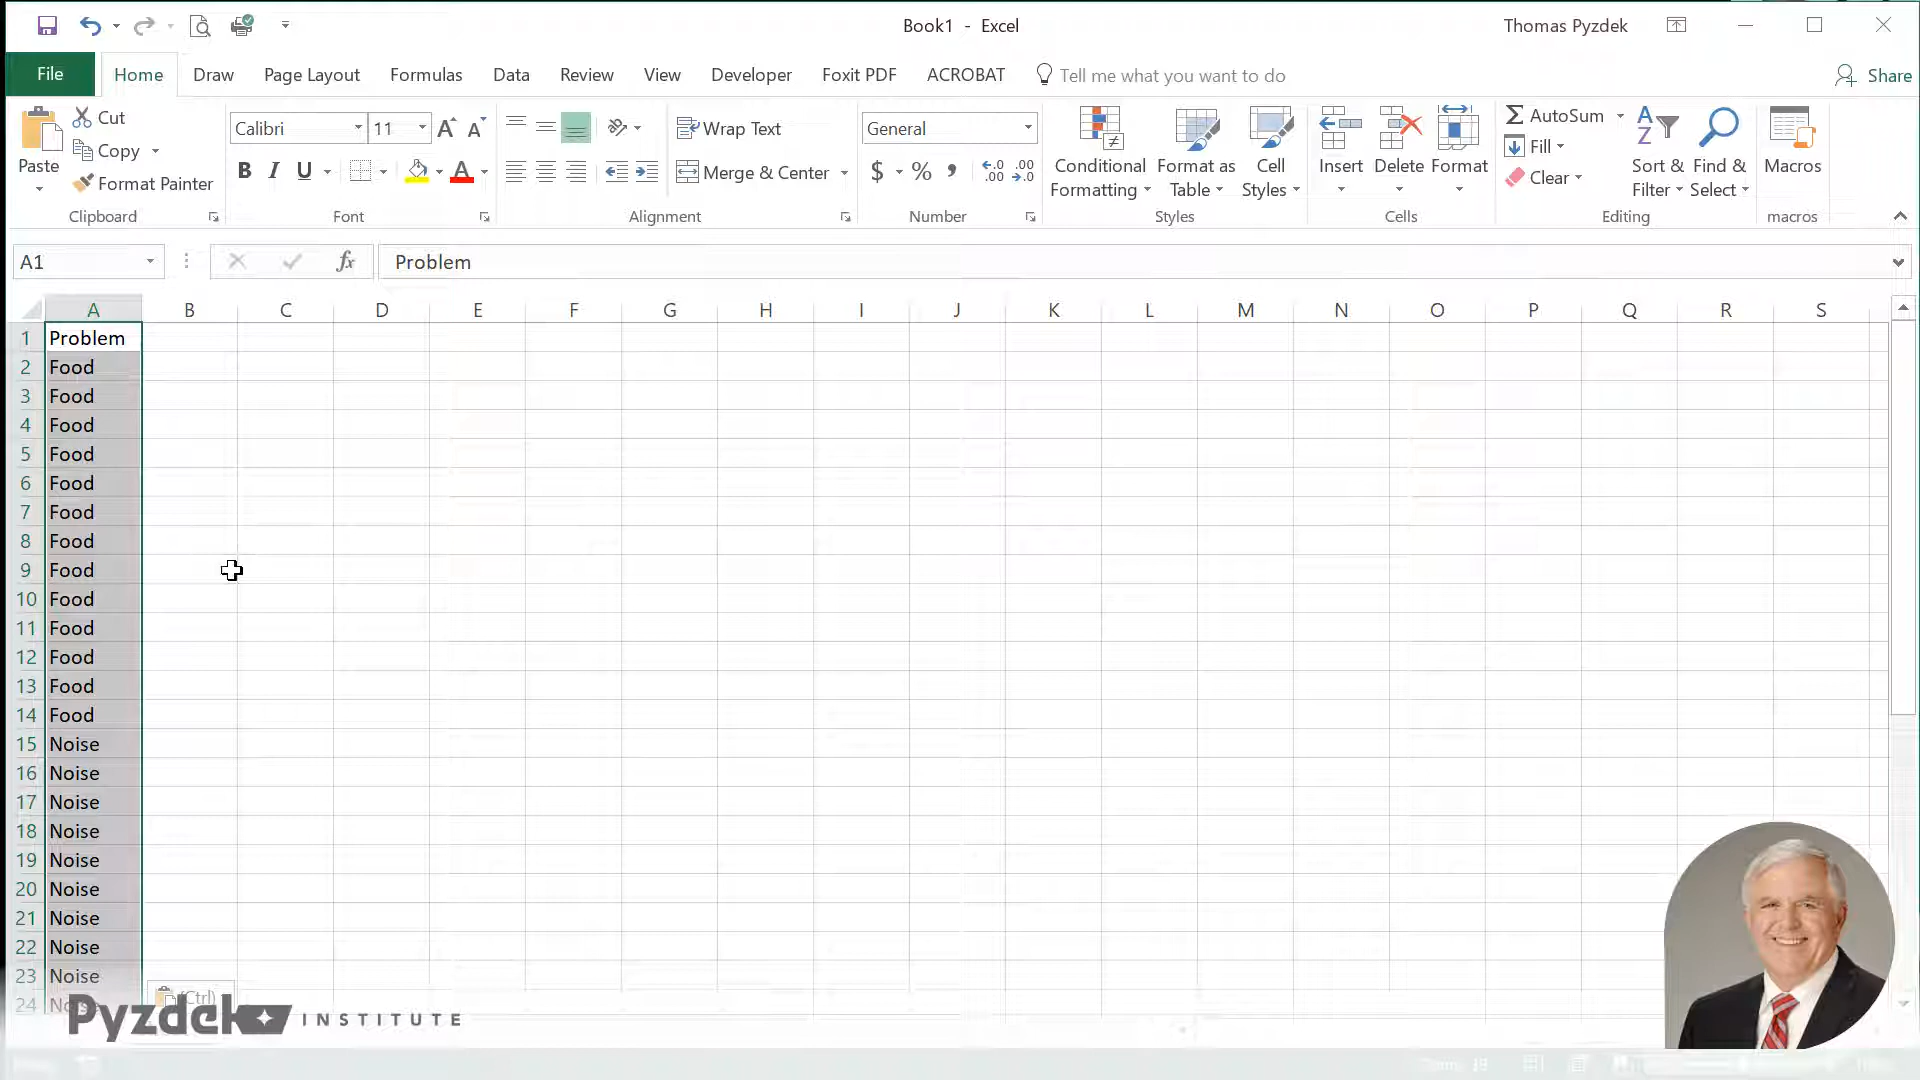 Book1 - Excel
Thomas Pyzdek
File Home Draw Page Layout Formulas Data Review View Developer Foxit PDF ACROBAT Tell me what you want to do Share
Paste
Cut
Copy
Format Painter
Clipboard
Calibri 11
B I U
Font
Wrap Text
Merge & Center
Alignment
General
$ % ,
Number
Conditional
Formatting
Format as
Table
Cell
Styles
Styles
Insert Delete Format
Cells
AutoSum
Fill
Clear
Sort &
Filter
Find &
Select
Editing
Macros
macros
A1 fx Problem
A B C D E F G H I J K L M N O P Q R S
1 Problem
2 Food
3 Food
4 Food
5 Food
6 Food
7 Food
8 Food
9 Food
10 Food
11 Food
12 Food
13 Food
14 Food
15 Noise
16 Noise
17 Noise
18 Noise
19 Noise
20 Noise
21 Noise
22 Noise
23 Noise
24
(Ctrl)
Pyzdek INSTITUTE